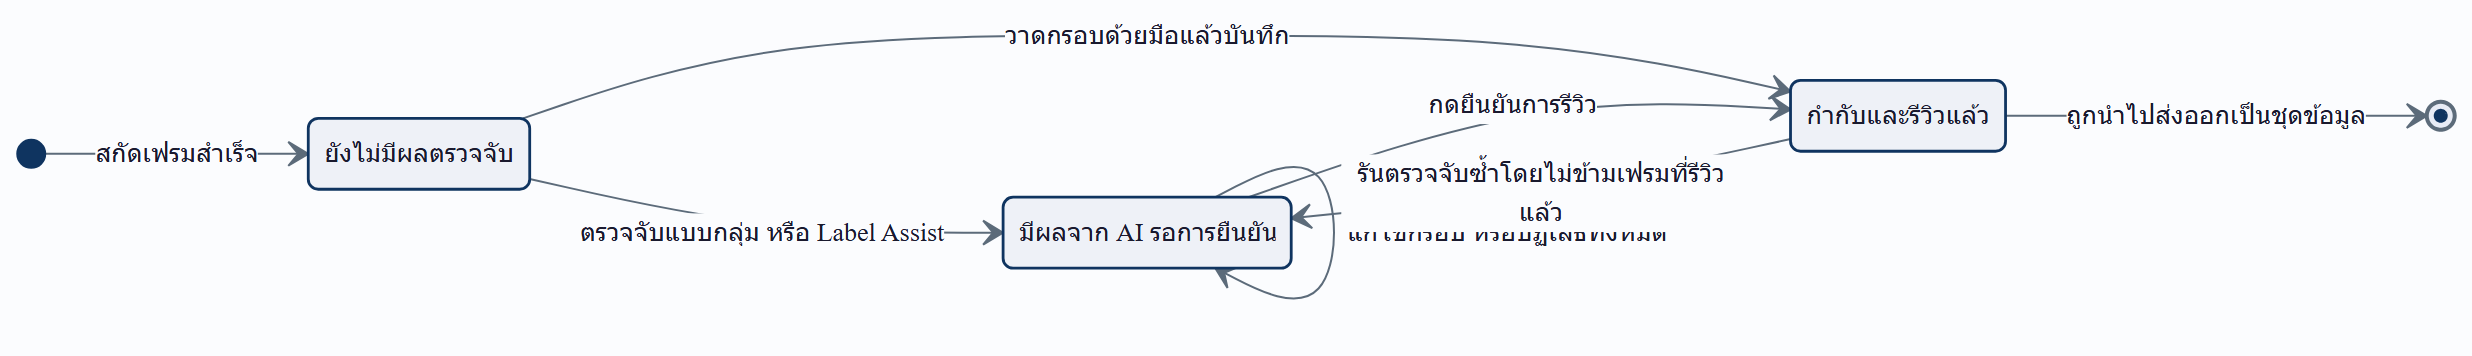 วาดกรอบด้วยมือแล้วบันทึก
กดยืนยันการรีวิว
กำกับและรีวิวแล้ว
ถูกนำไปส่งออกเป็นชุดข้อมูล
สกัดเฟรมสำเร็จ
ยังไม่มีผลตรวจจับ
รันตรวจจับซ้ำโดยไม่ข้ามเฟรมที่รีวิว
แล้ว
ตรวจจับแบบกลุ่ม หรือ Label Assist
มีผลจาก AI รอการยืนยัน